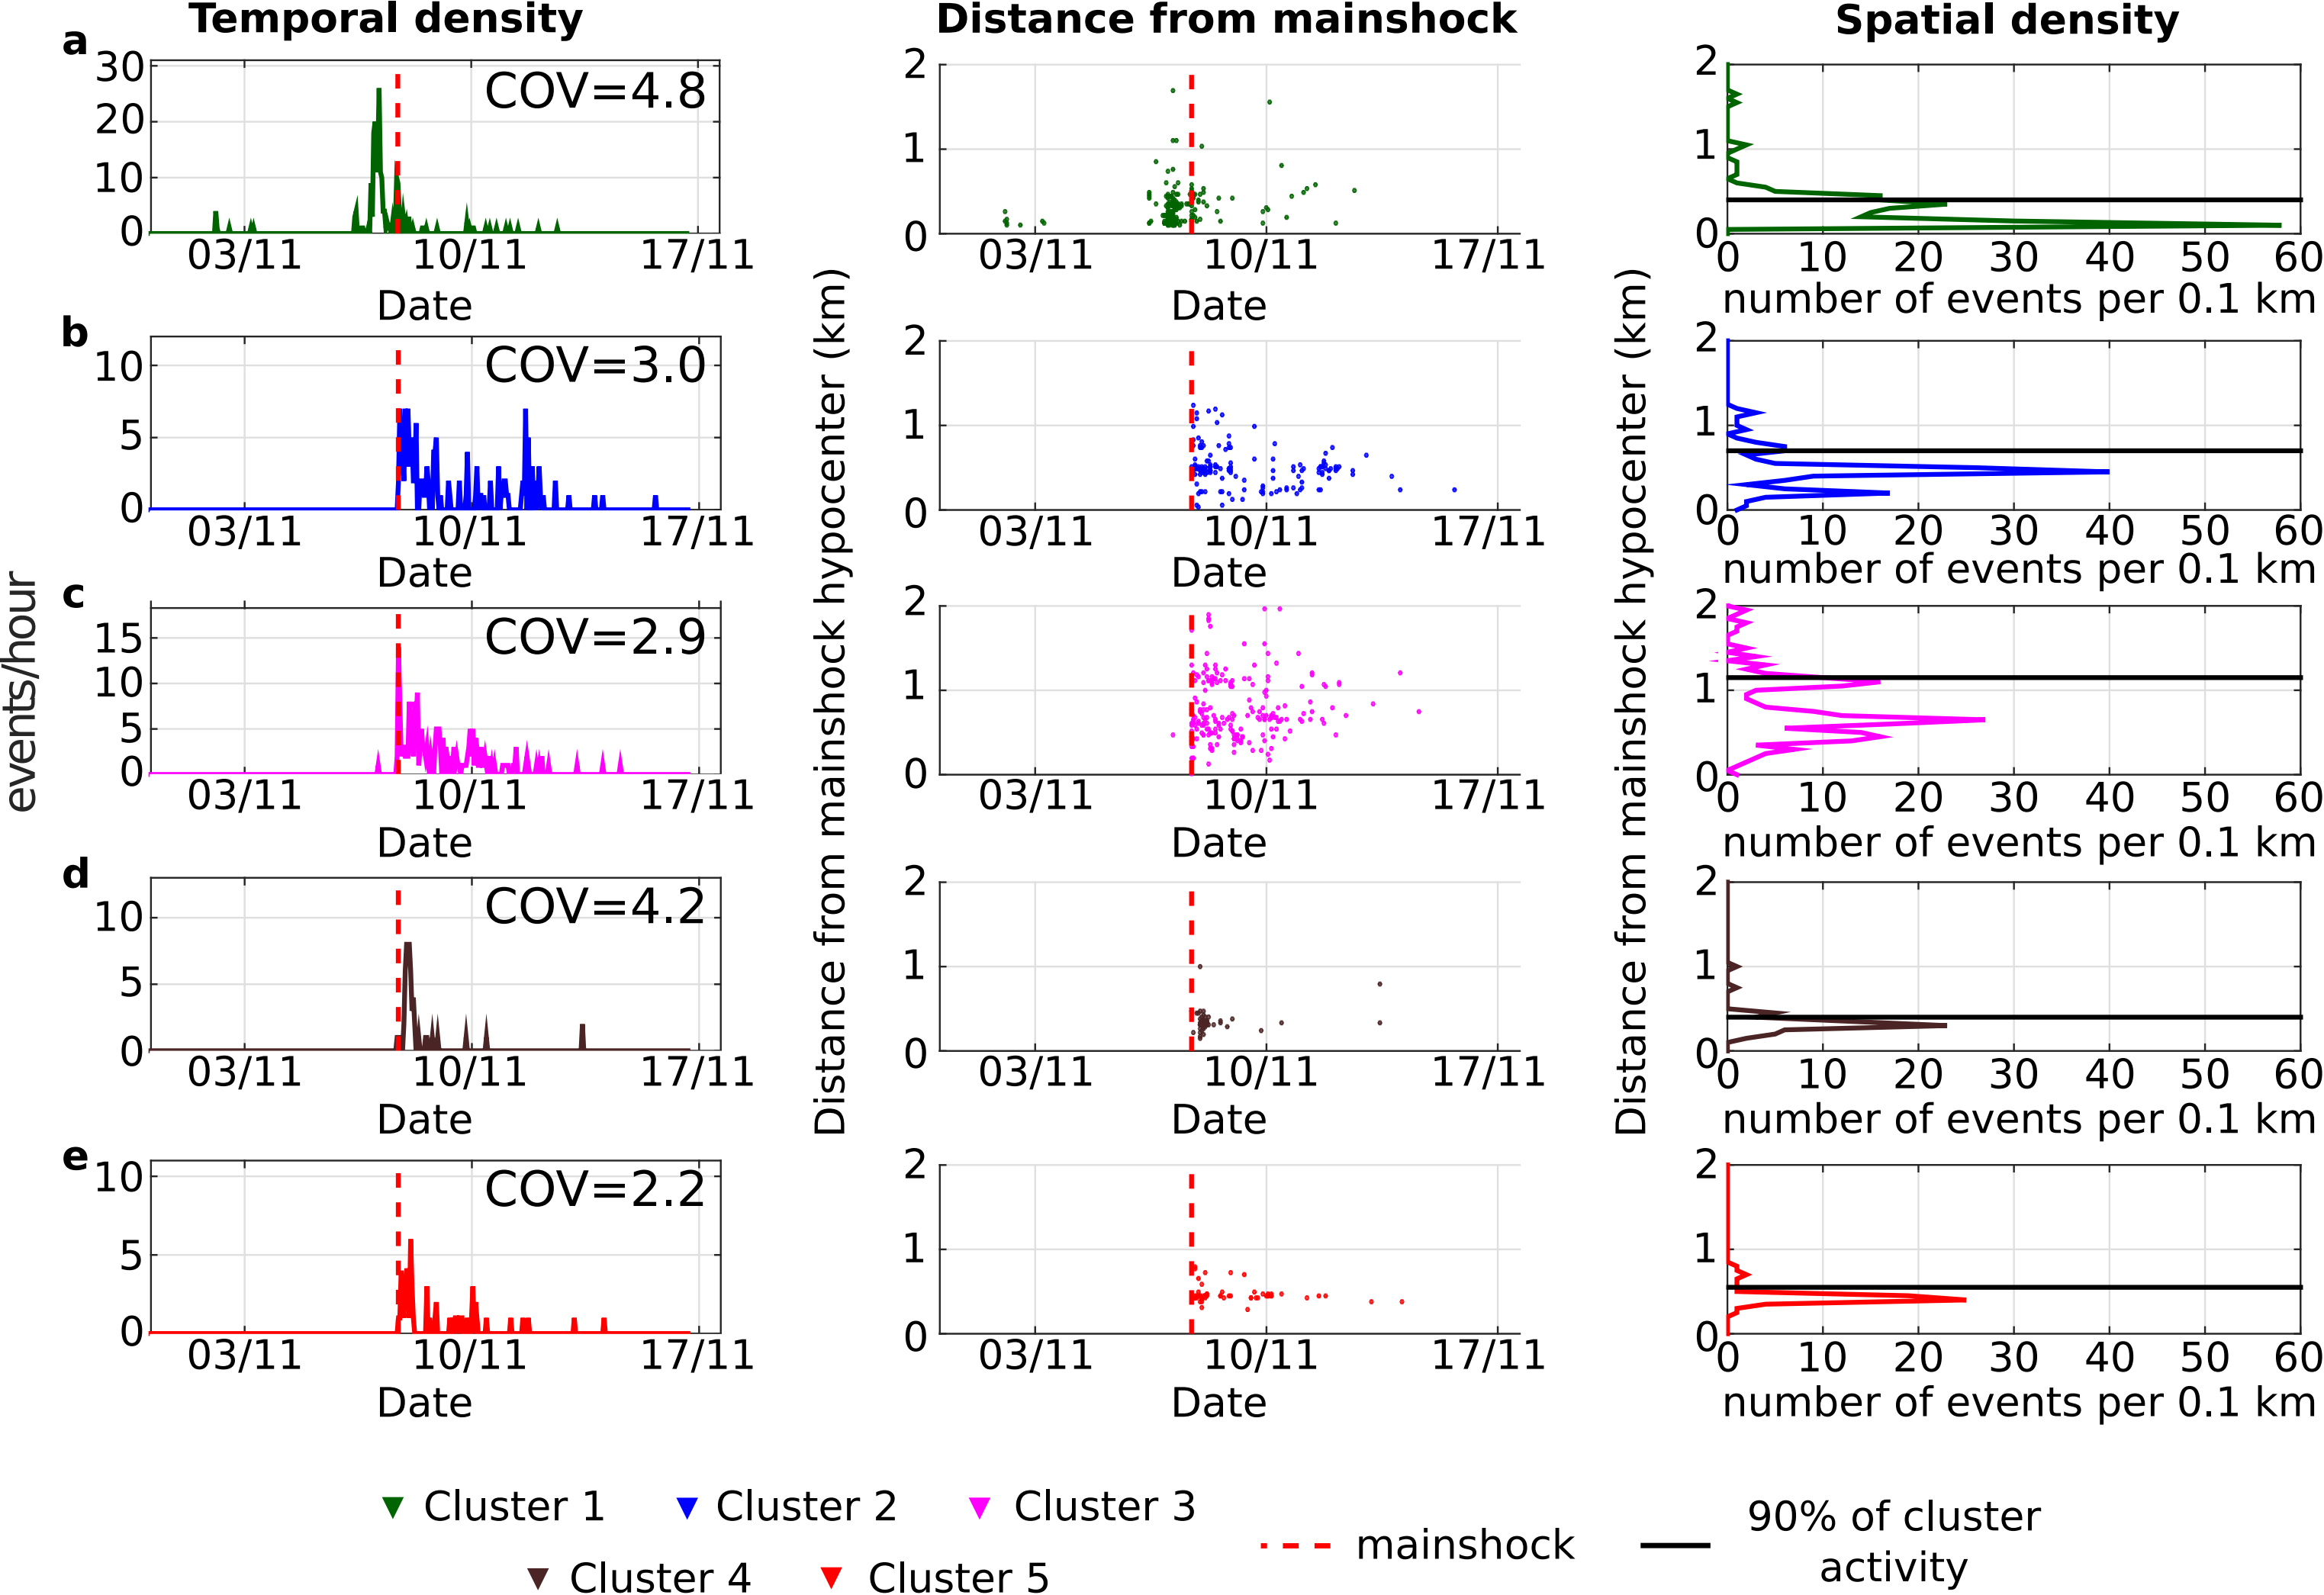 Temporal density
Distance from mainshock
Spatial density
events/hour
Distance from mainshock hypocenter (km)
Distance from mainshock hypocenter (km)
a
30
20
10
0
COV=4.8
03/11
10/11
17/11
Date
2
1
0
03/11
10/11
17/11
Date
2
1
0
0
10
20
30
40
50
60
number of events per 0.1 km
b
10
5
0
COV=3.0
03/11
10/11
17/11
Date
2
1
0
03/11
10/11
17/11
Date
2
1
0
0
10
20
30
40
50
60
number of events per 0.1 km
c
15
10
5
0
COV=2.9
03/11
10/11
17/11
Date
2
1
0
03/11
10/11
17/11
Date
2
1
0
0
10
20
30
40
50
60
number of events per 0.1 km
d
10
5
0
COV=4.2
03/11
10/11
17/11
Date
2
1
0
03/11
10/11
17/11
Date
2
1
0
0
10
20
30
40
50
60
number of events per 0.1 km
e
10
5
0
COV=2.2
03/11
10/11
17/11
Date
2
1
0
03/11
10/11
17/11
Date
2
1
0
0
10
20
30
40
50
60
number of events per 0.1 km
Cluster 1
Cluster 2
Cluster 3
Cluster 4
Cluster 5
mainshock
90% of cluster
activity